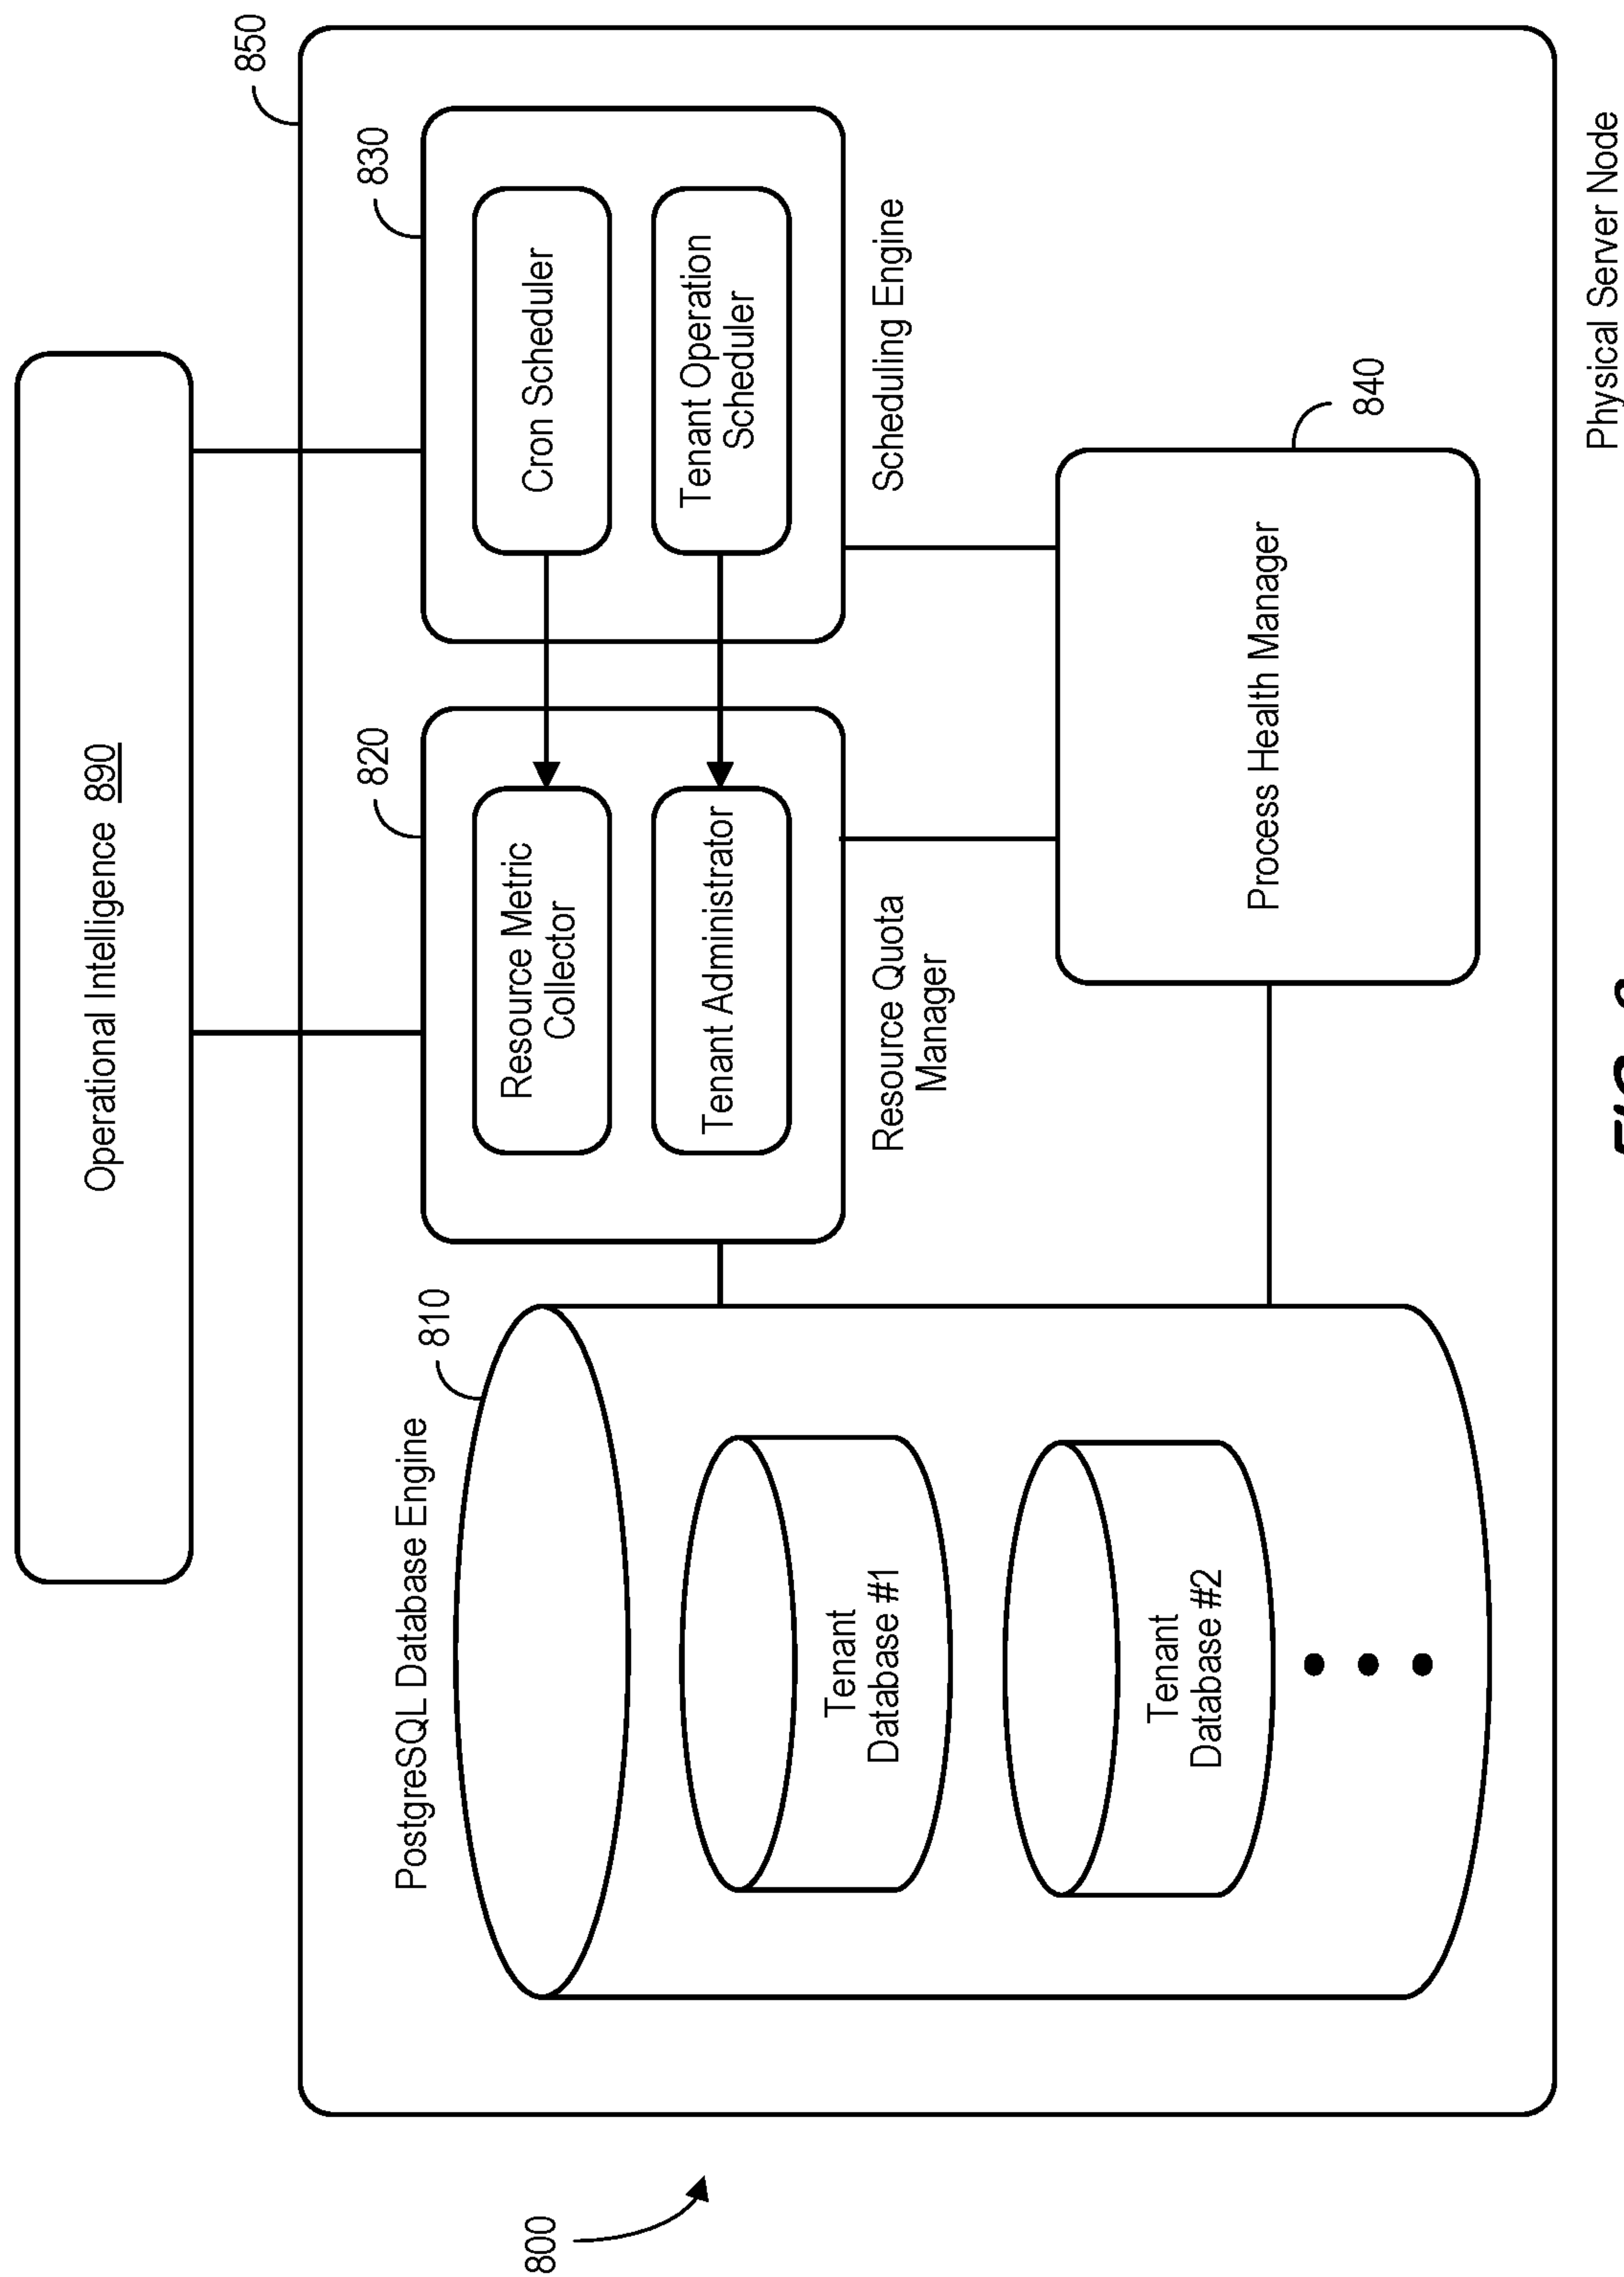 Operational Intelligence 890
850
PostgreSQL Database Engine
810
820
830
Resource Metric
Collector
Cron Scheduler
Tenant Administrator
Tenant Operation
Scheduler
Resource Quota
Manager
Scheduling Engine
Tenant
Database #1
Tenant
Database #2
Process Health Manager
840
800
Physical Server Node